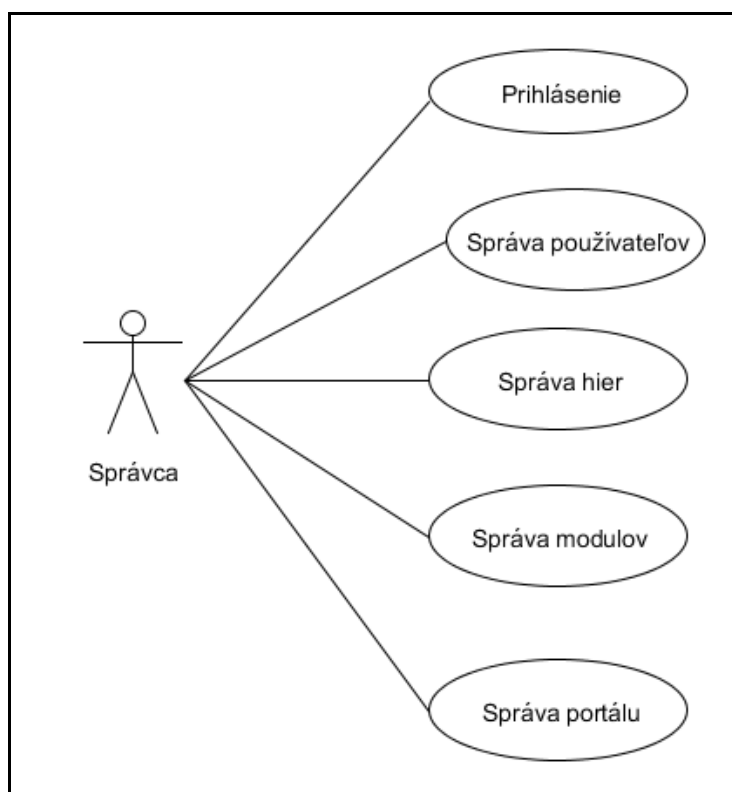 Prihlásenie
Správa používateľov
Správa hier
Správca
Správa modulov
Správa portálu